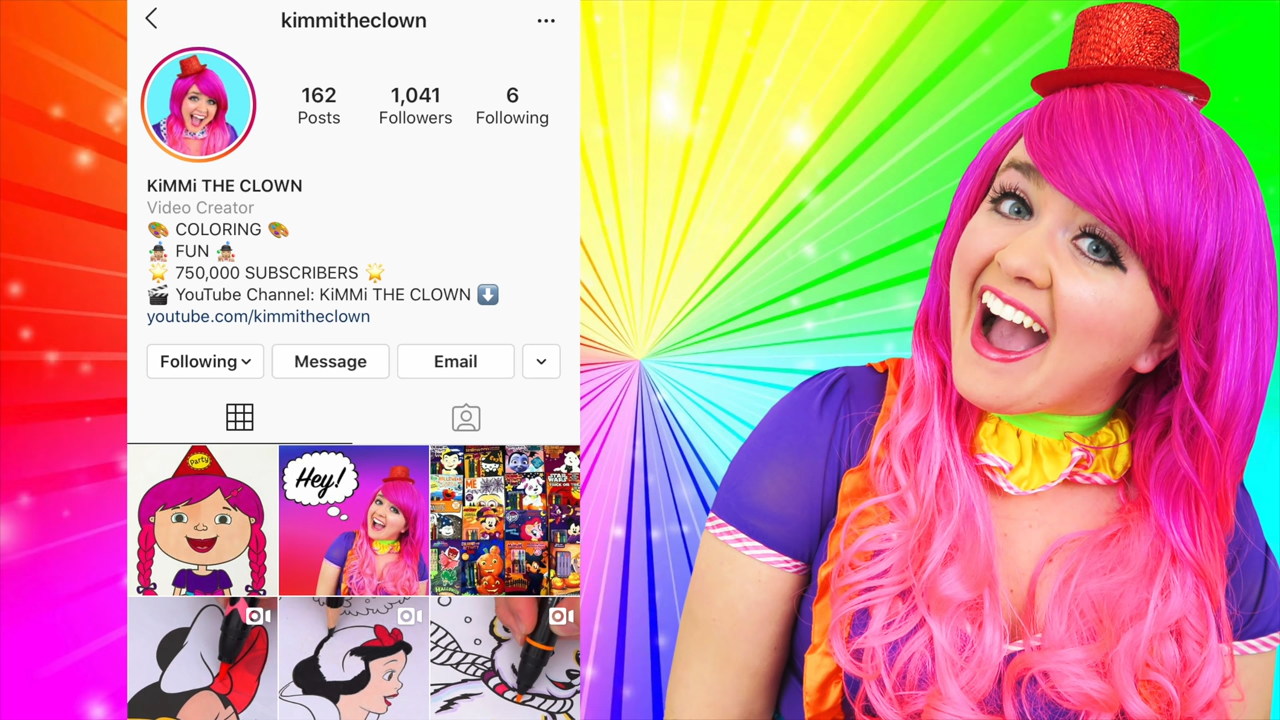 kimmitheclown
162
Posts
1,041
Followers
6
Following
KiMMi THE CLOWN
Video Creator
🎨 COLORING 🎨
FUN
🌟 750,000 SUBSCRIBERS 🌟
🎬 YouTube Channel: KiMMi THE CLOWN ⬇️
youtube.com/kimmitheclown
Following
Message
Email
Party
Hey!